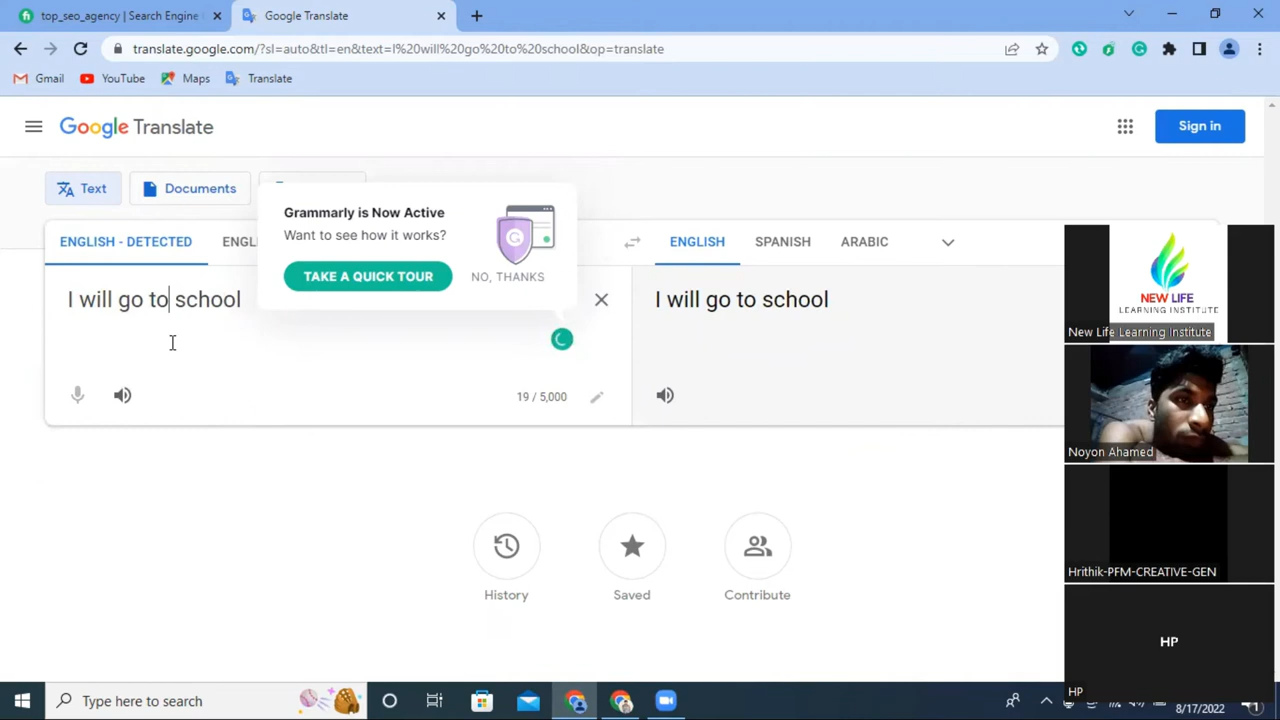 top_seo_agency | Search Engine
Google Translate
translate.google.com/?sl=auto&tl=en&text=I%20will%20go%20to%20school&op=translate
Gmail
YouTube
Maps
Translate
Google Translate
Sign in
Text
Documents
Grammarly is Now Active
Want to see how it works?
TAKE A QUICK TOUR
NO, THANKS
ENGLISH - DETECTED
ENGL
ENGLISH
SPANISH
ARABIC
I will go to school
I will go to school
19 / 5,000
NEW LIFE
LEARNING INSTITUTE
New Life Learning Institute
Noyon Ahamed
Hrithik-PFM-CREATIVE-GEN
HP
HP
History
Saved
Contribute
Type here to search
8/17/2022
1